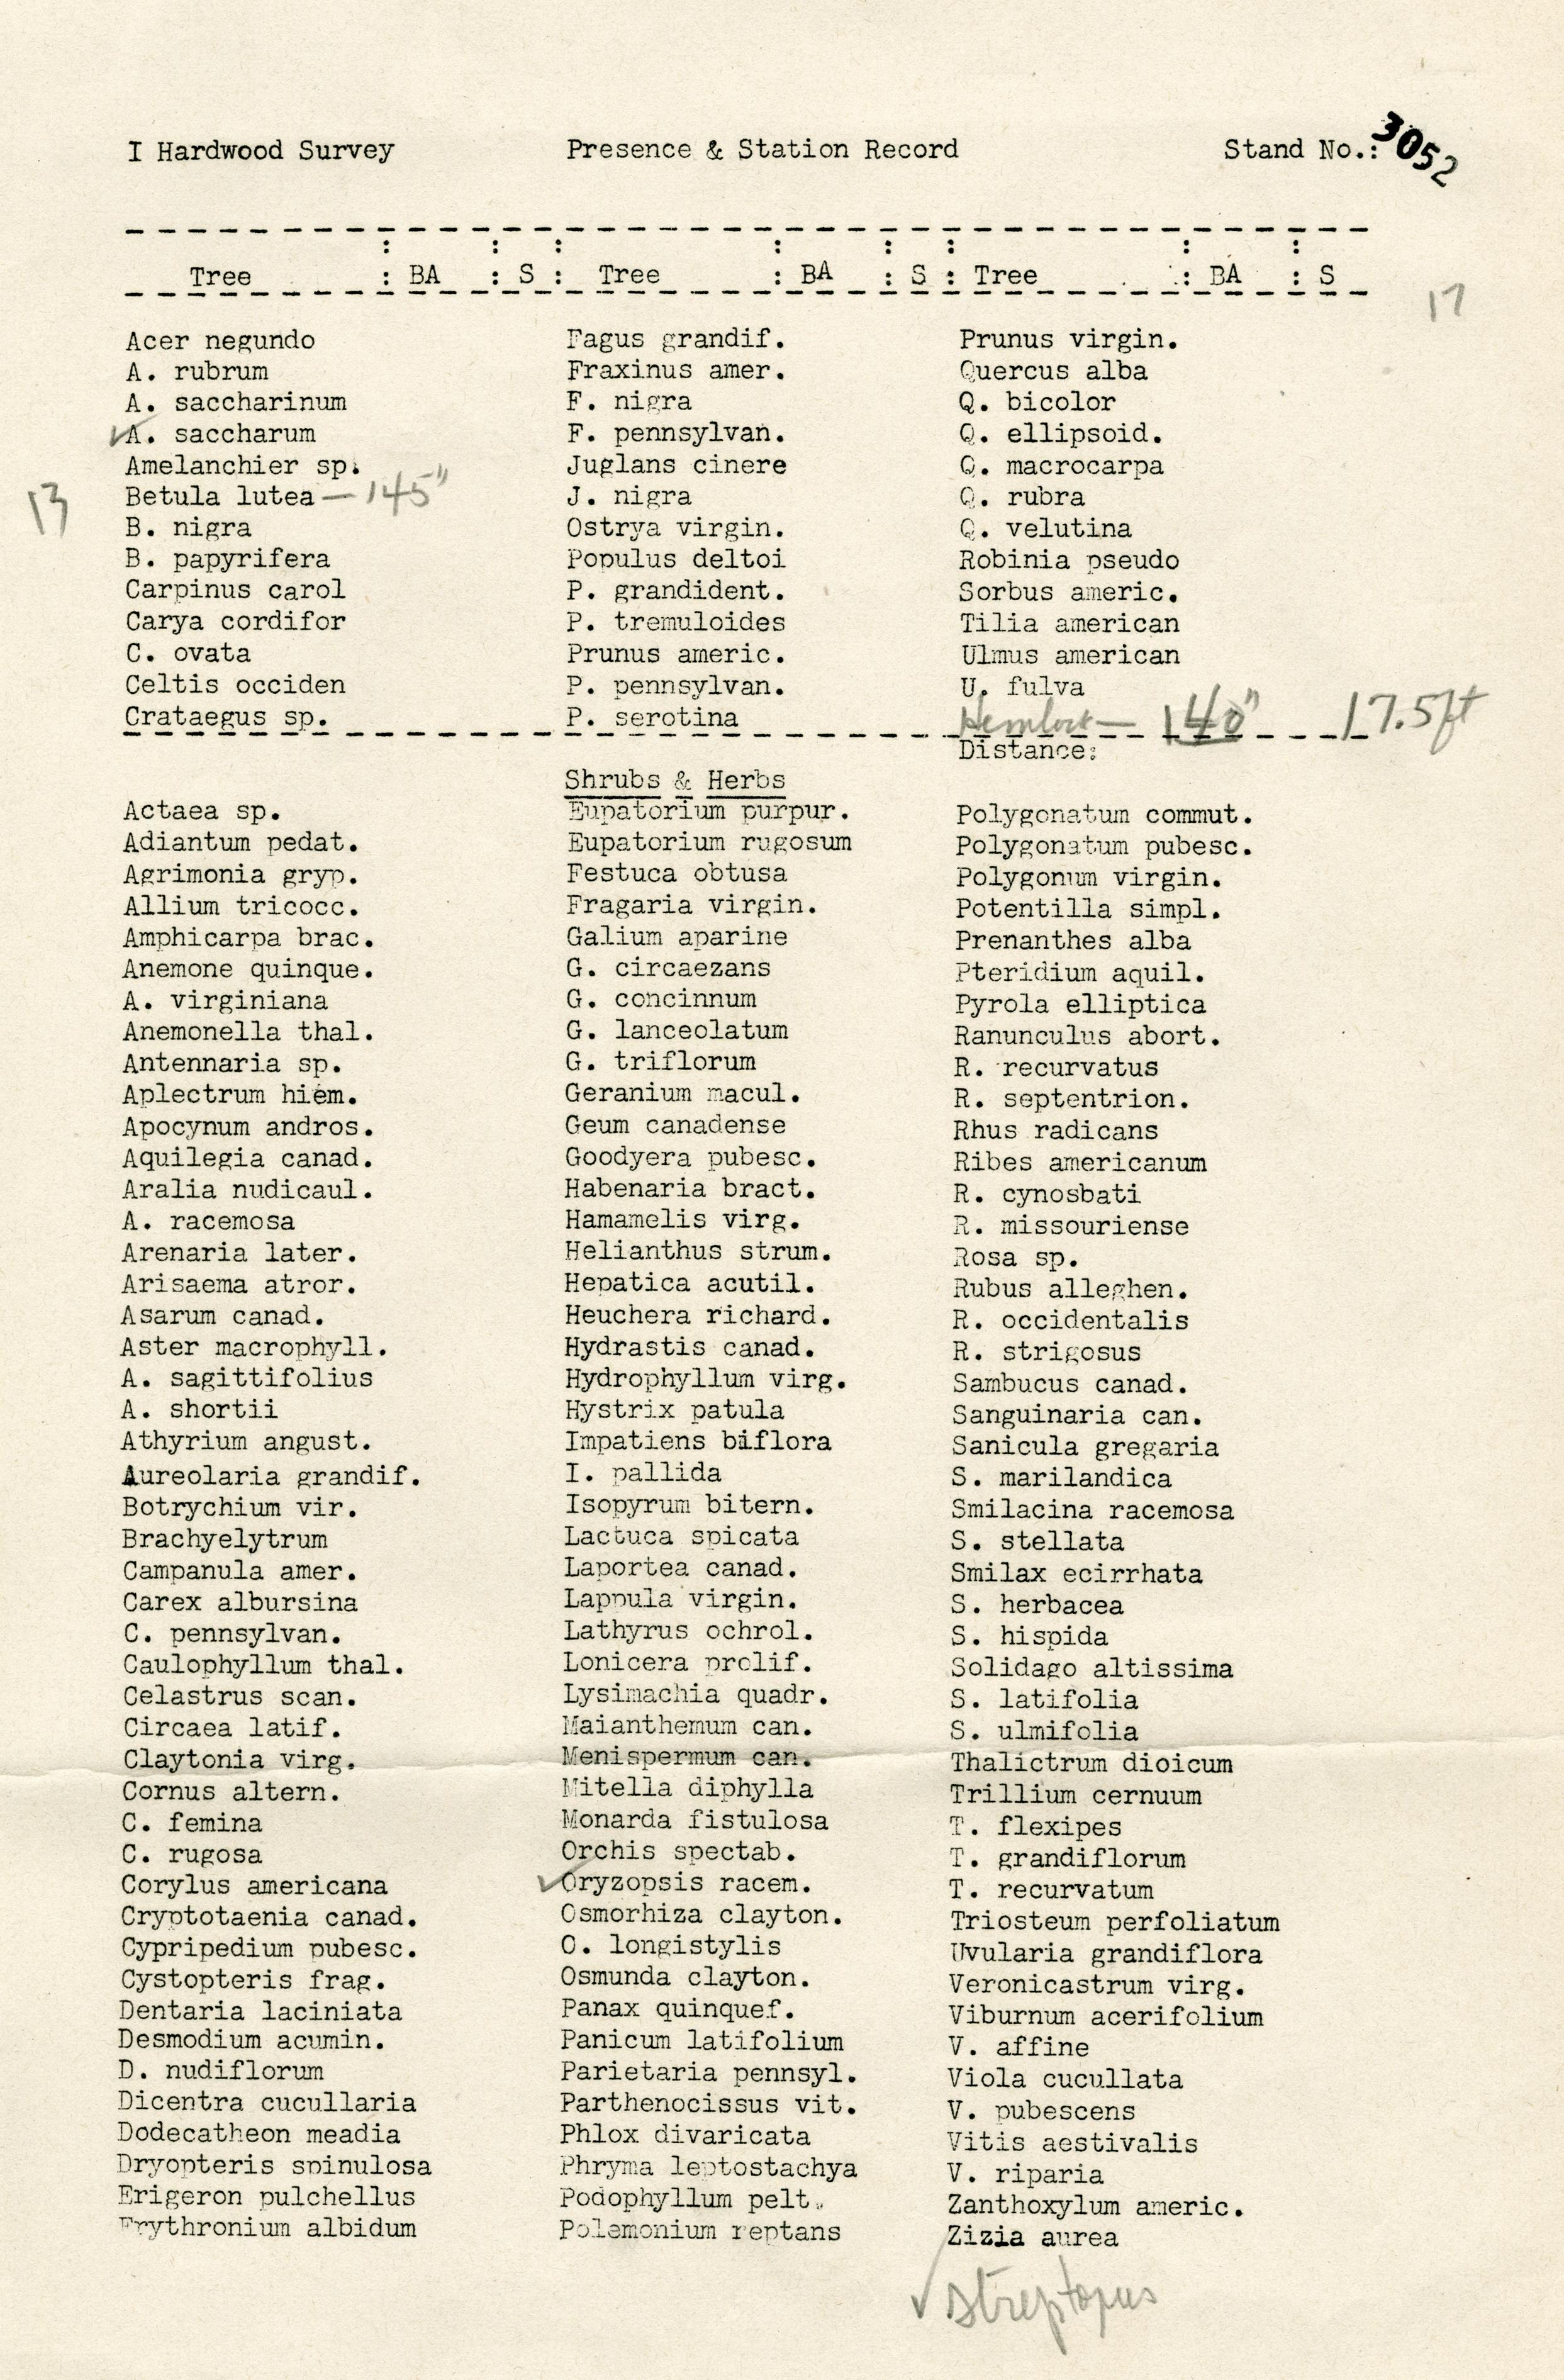 I Hardwood Survey Presence & Station Record Stand No.: 3052
Tree : BA : S : Tree : BA : S : Tree : BA : S
17
Acer negundo
A. rubrum
A. saccharinum
✓A. saccharum
Amelanchier sp.
Betula lutea — 145"
13
B. nigra
B. papyrifera
Carpinus carol
Carya cordifor
C. ovata
Celtis occiden
Crataegus sp.
Fagus grandif.
Fraxinus amer.
F. nigra
F. pennsylvan.
Juglans cinere
J. nigra
Ostrya virgin.
Populus deltoi
P. grandident.
P. tremuloides
Prunus americ.
P. pennsylvan.
P. serotina
Prunus virgin.
Quercus alba
Q. bicolor
Q. ellipsoid.
Q. macrocarpa
Q. rubra
Q. velutina
Robinia pseudo
Sorbus americ.
Tilia american
Ulmus american
U. fulva
Hemlock — 140" 17.5ft
Distance:
Shrubs & Herbs
Actaea sp.
Adiantum pedat.
Agrimonia gryp.
Allium tricocc.
Amphicarpa brac.
Anemone quinque.
A. virginiana
Anemonella thal.
Antennaria sp.
Aplectrum hiem.
Apocynum andros.
Aquilegia canad.
Aralia nudicaul.
A. racemosa
Arenaria later.
Arisaema atror.
Asarum canad.
Aster macrophyll.
A. sagittifolius
A. shortii
Athyrium angust.
Aureolaria grandif.
Botrychium vir.
Brachyelytrum
Campanula amer.
Carex albursina
C. pennsylvan.
Caulophyllum thal.
Celastrus scan.
Circaea latif.
Claytonia virg.
Cornus altern.
C. femina
C. rugosa
Corylus americana
Cryptotaenia canad.
Cypripedium pubesc.
Cystopteris frag.
Dentaria laciniata
Desmodium acumin.
D. nudiflorum
Dicentra cucullaria
Dodecatheon meadia
Dryopteris spinulosa
Erigeron pulchellus
Erythronium albidum
Eupatorium purpur.
Eupatorium rugosum
Festuca obtusa
Fragaria virgin.
Galium aparine
G. circaezans
G. concinnum
G. lanceolatum
G. triflorum
Geranium macul.
Geum canadense
Goodyera pubesc.
Habenaria bract.
Hamamelis virg.
Helianthus strum.
Hepatica acutil.
Heuchera richard.
Hydrastis canad.
Hydrophyllum virg.
Hystrix patula
Impatiens biflora
I. pallida
Isopyrum bitern.
Lactuca spicata
Laportea canad.
Lappula virgin.
Lathyrus ochrol.
Lonicera prolif.
Lysimachia quadr.
Maianthemum can.
Menispermum can.
Mitella diphylla
Monarda fistulosa
Orchis spectab.
✓Oryzopsis racem.
Osmorhiza clayton.
O. longistylis
Osmunda clayton.
Panax quinquef.
Panicum latifolium
Parietaria pennsyl.
Parthenocissus vit.
Phlox divaricata
Phryma leptostachya
Podophyllum pelt.
Polemonium reptans
Polygonatum commut.
Polygonatum pubesc.
Polygonum virgin.
Potentilla simpl.
Prenanthes alba
Pteridium aquil.
Pyrola elliptica
Ranunculus abort.
R. recurvatus
R. septentrion.
Rhus radicans
Ribes americanum
R. cynosbati
R. missouriense
Rosa sp.
Rubus alleghen.
R. occidentalis
R. strigosus
Sambucus canad.
Sanguinaria can.
Sanicula gregaria
S. marilandica
Smilacina racemosa
S. stellata
Smilax ecirrhata
S. herbacea
S. hispida
Solidago altissima
S. latifolia
S. ulmifolia
Thalictrum dioicum
Trillium cernuum
T. flexipes
T. grandiflorum
T. recurvatum
Triosteum perfoliatum
Uvularia grandiflora
Veronicastrum virg.
Viburnum acerifolium
V. affine
Viola cucullata
V. pubescens
Vitis aestivalis
V. riparia
Zanthoxylum americ.
Zizia aurea
✓Streptopus